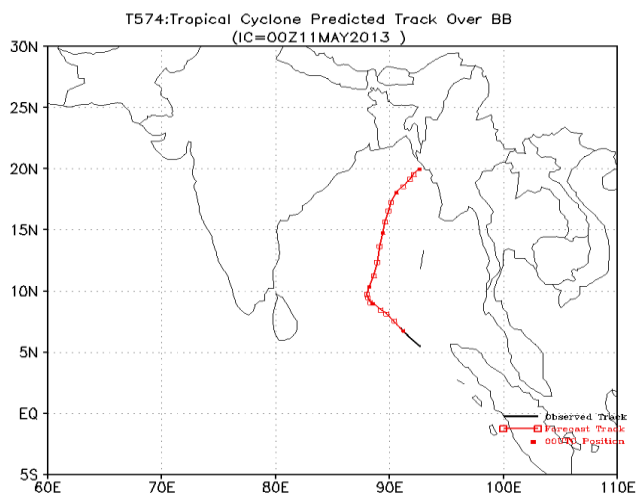 T574:Tropical Cyclone Predicted Track Over BB
(IC=00Z11MAY2013 )
30N
25N
20N
15N
10N
5N
EQ
5S
60E 70E 80E 90E 100E 110E
Observed Track
Forecast Track
00UTC Position